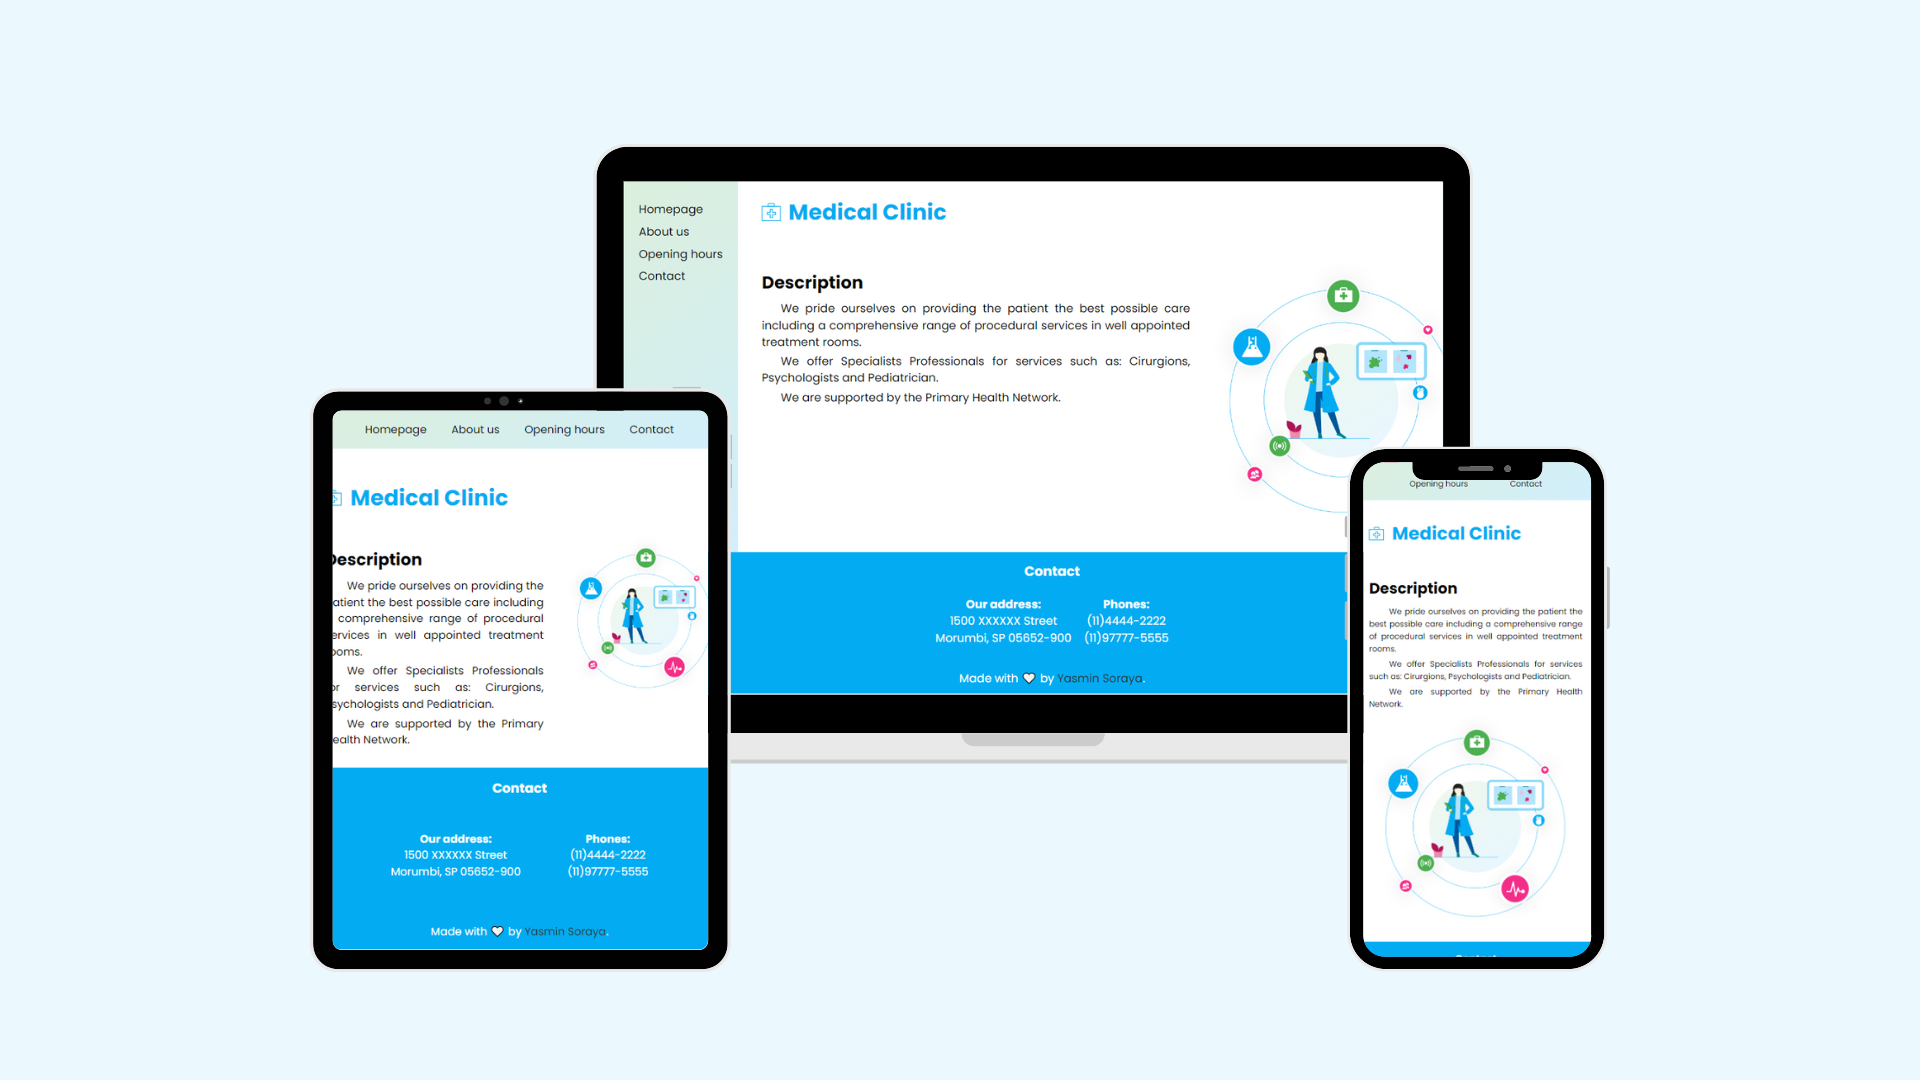 Homepage
About us
Opening hours
Contact
Medical Clinic
Description
We pride ourselves on providing the patient the best possible care
including a comprehensive range of procedural services in well appointed
treatment rooms.
We offer Specialists Professionals for services such as: Cirurgions,
Psychologists and Pediatrician.
We are supported by the Primary Health Network.
Contact
Our address:
1500 XXXXXX Street
Morumbi, SP 05652-900
Phones:
(11)4444-2222
(11)97777-5555
Made with 🤍 by Yasmin Soraya.
Homepage About us Opening hours Contact
Medical Clinic
Description
We pride ourselves on providing the
atient the best possible care including
comprehensive range of procedural
ervices in well appointed treatment
ooms.
We offer Specialists Professionals
or services such as: Cirurgions,
sychologists and Pediatrician.
We are supported by the Primary
ealth Network.
Contact
Our address:
1500 XXXXXX Street
Morumbi, SP 05652-900
Phones:
(11)4444-2222
(11)97777-5555
Made with 🤍 by Yasmin Soraya.
Opening hours Contact
Medical Clinic
Description
We pride ourselves on providing the patient the
best possible care including a comprehensive range
of procedural services in well appointed treatment
rooms.
We offer Specialists Professionals for services
such as: Cirurgions, Psychologists and Pediatrician.
We are supported by the Primary Health
Network.